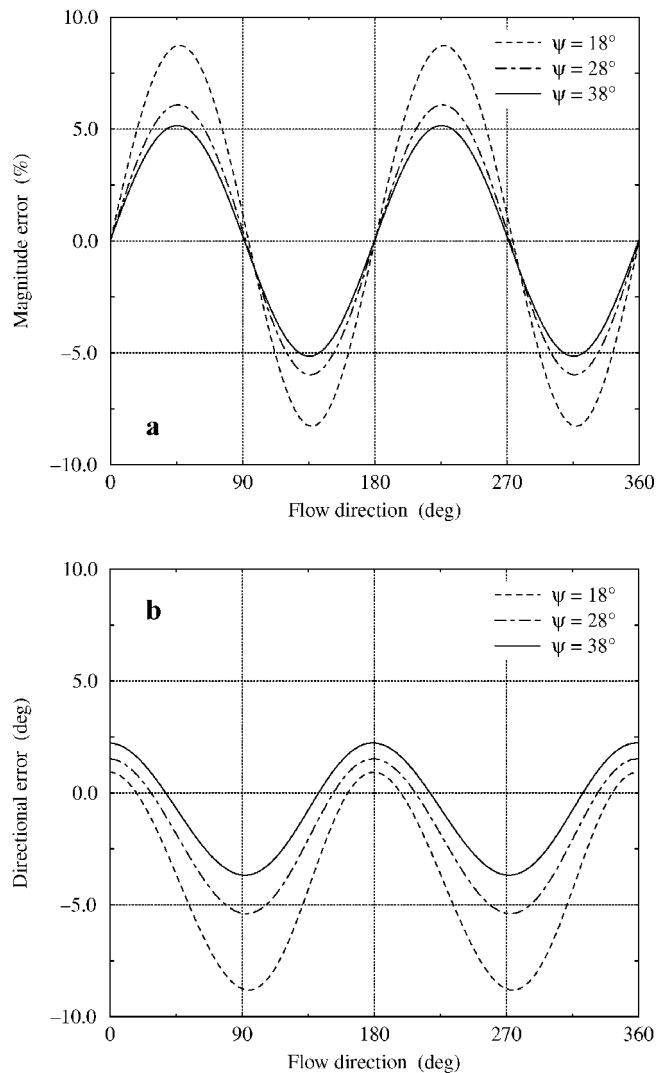 10.0
5.0
0.0
−5.0
−10.0
Magnitude error (%)
ψ = 18°
ψ = 28°
ψ = 38°
a
0 90 180 270 360
Flow direction (deg)
10.0
5.0
0.0
−5.0
−10.0
Directional error (deg)
b
ψ = 18°
ψ = 28°
ψ = 38°
0 90 180 270 360
Flow direction (deg)